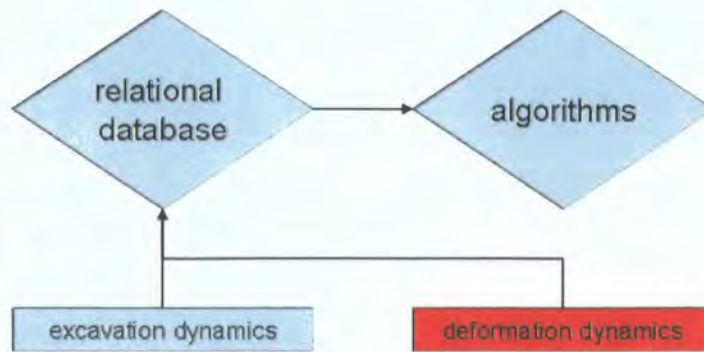 relational
database
algorithms
excavation dynamics
deformation dynamics